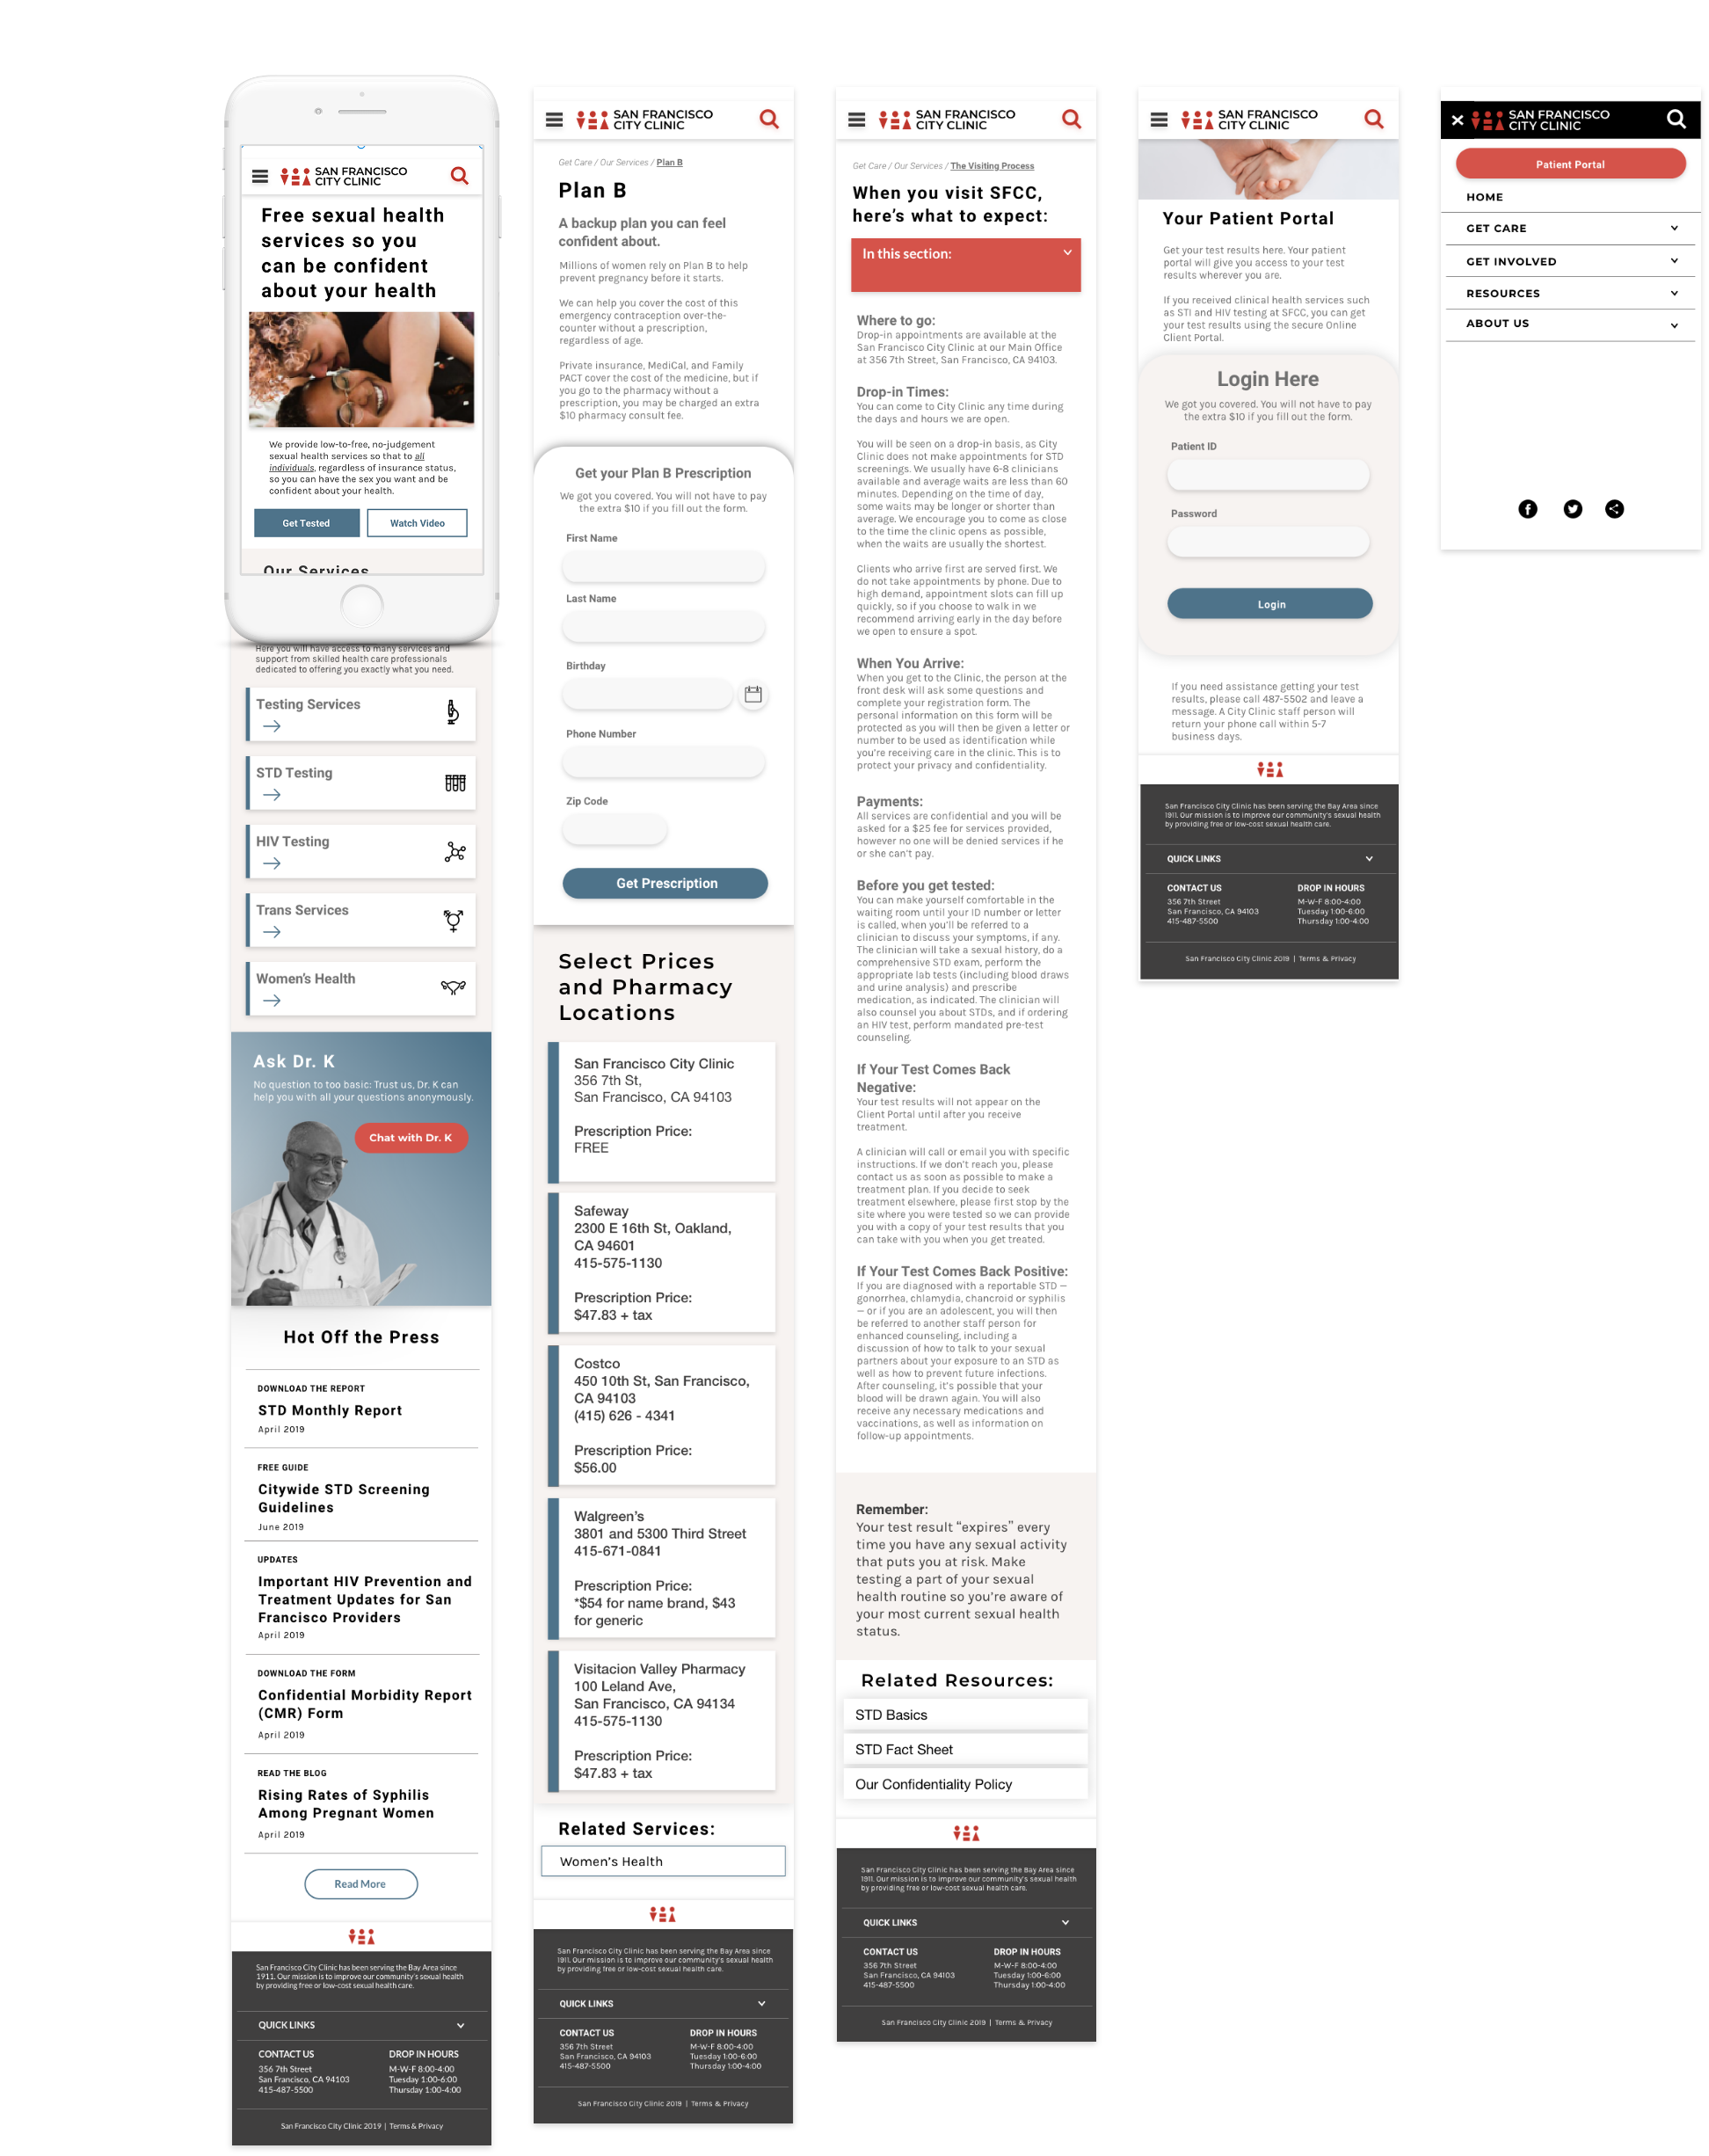 SAN FRANCISCO
CITY CLINIC
Free sexual health
services so you
can be confident
about your health
We provide low-to-free, no-judgement
sexual health services so that to all
individuals, regardless of insurance status,
so you can have the sex you want and be
confident about your health.
Get Tested
Watch Video
Our Services
Here you will have access to many services and
support from skilled health care professionals
dedicated to offering you exactly what you need.
Testing Services
STD Testing
HIV Testing
Trans Services
Women's Health
Ask Dr. K
No question to too basic: Trust us, Dr. K can
help you with all your questions anonymously.
Chat with Dr. K
Hot Off the Press
DOWNLOAD THE REPORT
STD Monthly Report
April 2019
FREE GUIDE
Citywide STD Screening
Guidelines
June 2019
UPDATES
Important HIV Prevention and
Treatment Updates for San
Francisco Providers
April 2019
DOWNLOAD THE FORM
Confidential Morbidity Report
(CMR) Form
April 2019
READ THE BLOG
Rising Rates of Syphilis
Among Pregnant Women
April 2019
Read More
San Francisco City Clinic has been serving the Bay Area since
1911. Our mission is to improve our community's sexual health
by providing free or low-cost sexual health care.
QUICK LINKS
CONTACT US
356 7th Street
San Francisco, CA 94103
415-487-5500
DROP IN HOURS
M-W-F 8:00-4:00
Tuesday 1:00-6:00
Thursday 1:00-4:00
San Francisco City Clinic 2019 | Terms & Privacy
SAN FRANCISCO
CITY CLINIC
Get Care / Our Services / Plan B
Plan B
A backup plan you can feel
confident about.
Millions of women rely on Plan B to help
prevent pregnancy before it starts.
We can help you cover the cost of this
emergency contraception over-the-
counter without a prescription,
regardless of age.
Private insurance, MediCal, and Family
PACT cover the cost of the medicine, but if
you go to the pharmacy without a
prescription, you may be charged an extra
$10 pharmacy consult fee.
Get your Plan B Prescription
We got you covered. You will not have to pay
the extra $10 if you fill out the form.
First Name
Last Name
Birthday
Phone Number
Zip Code
Get Prescription
Select Prices
and Pharmacy
Locations
San Francisco City Clinic
356 7th St,
San Francisco, CA 94103
Prescription Price:
FREE
Safeway
2300 E 16th St, Oakland,
CA 94601
415-575-1130
Prescription Price:
$47.83 + tax
Costco
450 10th St, San Francisco,
CA 94103
(415) 626 - 4341
Prescription Price:
$56.00
Walgreen's
3801 and 5300 Third Street
415-671-0841
Prescription Price:
*$54 for name brand, $43
for generic
Visitacion Valley Pharmacy
100 Leland Ave,
San Francisco, CA 94134
415-575-1130
Prescription Price:
$47.83 + tax
Related Services:
Women's Health
San Francisco City Clinic has been serving the Bay Area since
1911. Our mission is to improve our community's sexual health
by providing free or low-cost sexual health care.
QUICK LINKS
CONTACT US
356 7th Street
San Francisco, CA 94103
415-487-5500
DROP IN HOURS
M-W-F 8:00-4:00
Tuesday 1:00-6:00
Thursday 1:00-4:00
San Francisco City Clinic 2019 | Terms & Privacy
SAN FRANCISCO
CITY CLINIC
Get Care / Our Services / The Visiting Process
When you visit SFCC,
here's what to expect:
In this section:
Where to go:
Drop-in appointments are available at the
San Francisco City Clinic at our Main Office
at 356 7th Street, San Francisco, CA 94103.
Drop-in Times:
You can come to City Clinic any time during
the days and hours we are open.
You will be seen on a drop-in basis, as City
Clinic does not make appointments for STD
screenings. We usually have 6-8 clinicians
available and average waits are less than 60
minutes. Depending on the time of day,
some waits may be longer or shorter than
average. We encourage you to come as close
to the time the clinic opens as possible,
when the waits are usually the shortest.
Clients who arrive first are served first. We
do not take appointments by phone. Due to
high demand, appointment slots can fill up
quickly, so if you choose to walk in we
recommend arriving early in the day before
we open to ensure a spot.
When You Arrive:
When you get to the Clinic, the person at the
front desk will ask some questions and
complete your registration form. The
personal information on this form will be
protected as you will then be given a letter or
number to be used as identification while
you're receiving care in the clinic. This is to
protect your privacy and confidentiality.
Payments:
All services are confidential and you will be
asked for a $25 fee for services provided,
however no one will be denied services if he
or she can't pay.
Before you get tested:
You can make yourself comfortable in the
waiting room until your ID number or letter
is called, when you'll be referred to a
clinician to discuss your symptoms, if any.
The clinician will take a sexual history, do a
comprehensive STD exam, perform the
appropriate lab tests (including blood draws
and urine analysis) and prescribe
medication, as indicated. The clinician will
also counsel you about STDs, and if ordering
an HIV test, perform mandated pre-test
counseling.
If Your Test Comes Back
Negative:
Your test results will not appear on the
Client Portal until after you receive
treatment.
A clinician will call or email you with specific
instructions. If we don't reach you, please
contact us as soon as possible to make a
treatment plan. If you decide to seek
treatment elsewhere, please first stop by the
site where you were tested so we can provide
you with a copy of your test results that you
can take with you when you get treated.
If Your Test Comes Back Positive:
If you are diagnosed with a reportable STD —
gonorrhea, chlamydia, chancroid or syphilis
— or if you are an adolescent, you will then
be referred to another staff person for
enhanced counseling, including a
discussion of how to talk to your sexual
partners about your exposure to an STD as
well as how to prevent future infections.
After counseling, it's possible that your
blood will be drawn again. You will also
receive any necessary medications and
vaccinations, as well as information on
follow-up appointments.
Remember:
Your test result "expires" every
time you have any sexual activity
that puts you at risk. Make
testing a part of your sexual
health routine so you're aware of
your most current sexual health
status.
Related Resources:
STD Basics
STD Fact Sheet
Our Confidentiality Policy
San Francisco City Clinic has been serving the Bay Area since
1911. Our mission is to improve our community's sexual health
by providing free or low-cost sexual health care.
QUICK LINKS
CONTACT US
356 7th Street
San Francisco, CA 94103
415-487-5500
DROP IN HOURS
M-W-F 8:00-4:00
Tuesday 1:00-6:00
Thursday 1:00-4:00
San Francisco City Clinic 2019 | Terms & Privacy
SAN FRANCISCO
CITY CLINIC
Your Patient Portal
Get your test results here. Your patient
portal will give you access to your test
results wherever you are.
If you received clinical health services such
as STI and HIV testing at SFCC, you can get
your test results using the secure Online
Client Portal.
Login Here
We got you covered. You will not have to pay
the extra $10 if you fill out the form.
Patient ID
Password
Login
If you need assistance getting your test
results, please call 487-5502 and leave a
message. A City Clinic staff person will
return your phone call within 5-7
business days.
San Francisco City Clinic has been serving the Bay Area since
1911. Our mission is to improve our community's sexual health
by providing free or low-cost sexual health care.
QUICK LINKS
CONTACT US
356 7th Street
San Francisco, CA 94103
415-487-5500
DROP IN HOURS
M-W-F 8:00-4:00
Tuesday 1:00-6:00
Thursday 1:00-4:00
San Francisco City Clinic 2019 | Terms & Privacy
SAN FRANCISCO
CITY CLINIC
Patient Portal
HOME
GET CARE
GET INVOLVED
RESOURCES
ABOUT US